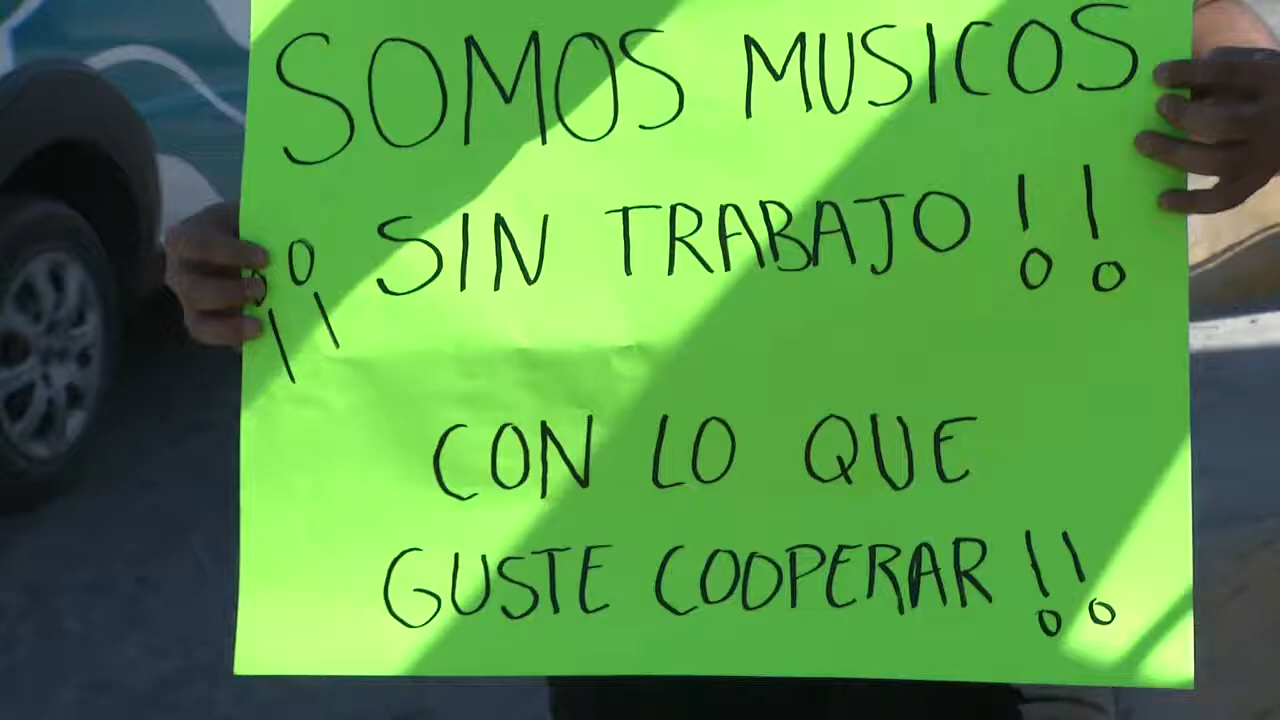 SOMOS MUSICOS
¡¡ SIN TRABAJO !!
CON LO QUE
GUSTE COOPERAR !!